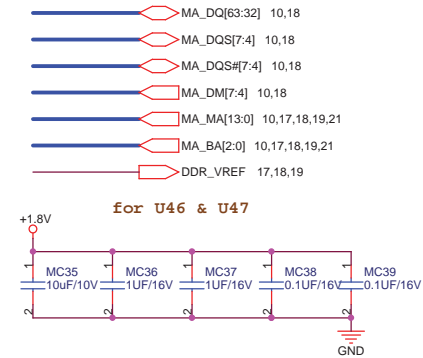 MA_DQ[63:32] 10,18
MA_DQS[7:4] 10,18
MA_DQS#[7:4] 10,18
MA_DM[7:4] 10,18
MA_MA[13:0] 10,17,18,19,21
MA_BA[2:0] 10,17,18,19,21
DDR_VREF 17,18,19
for U46 & U47
+1.8V
1 1 1 1 1
MC35 MC36 MC37 MC38 MC39
10uF/10V 1UF/16V 1UF/16V 0.1UF/16V 0.1UF/16V
2 2 2 2 2
GND